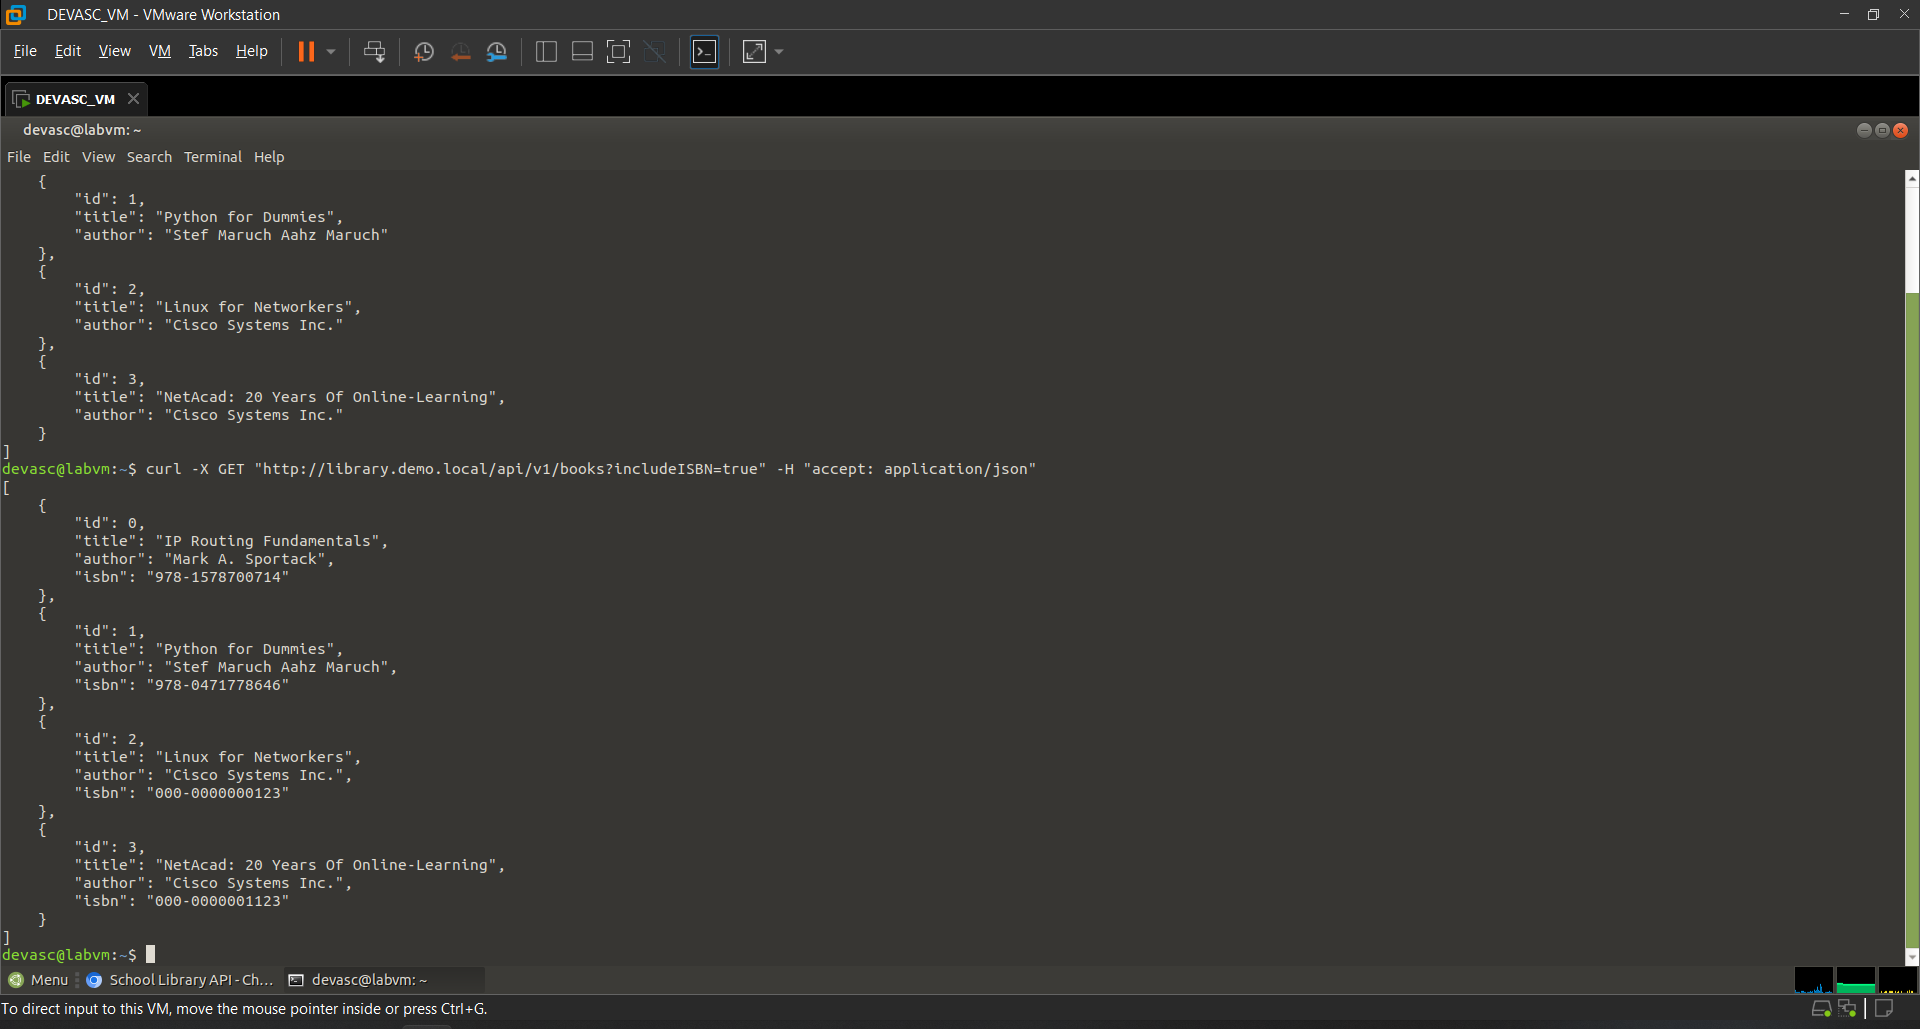 DEVASC_VM - VMware Workstation
File Edit View VM Tabs Help
DEVASC_VM
devasc@labvm: ~
File Edit View Search Terminal Help
    {
        "id": 1,
        "title": "Python for Dummies",
        "author": "Stef Maruch Aahz Maruch"
    },
    {
        "id": 2,
        "title": "Linux for Networkers",
        "author": "Cisco Systems Inc."
    },
    {
        "id": 3,
        "title": "NetAcad: 20 Years Of Online-Learning",
        "author": "Cisco Systems Inc."
    }
]
devasc@labvm:~$ curl -X GET "http://library.demo.local/api/v1/books?includeISBN=true" -H "accept: application/json"
[
    {
        "id": 0,
        "title": "IP Routing Fundamentals",
        "author": "Mark A. Sportack",
        "isbn": "978-1578700714"
    },
    {
        "id": 1,
        "title": "Python for Dummies",
        "author": "Stef Maruch Aahz Maruch",
        "isbn": "978-0471778646"
    },
    {
        "id": 2,
        "title": "Linux for Networkers",
        "author": "Cisco Systems Inc.",
        "isbn": "000-0000000123"
    },
    {
        "id": 3,
        "title": "NetAcad: 20 Years Of Online-Learning",
        "author": "Cisco Systems Inc.",
        "isbn": "000-0000001123"
    }
]
devasc@labvm:~$
Menu School Library API - Ch... devasc@labvm: ~
To direct input to this VM, move the mouse pointer inside or press Ctrl+G.